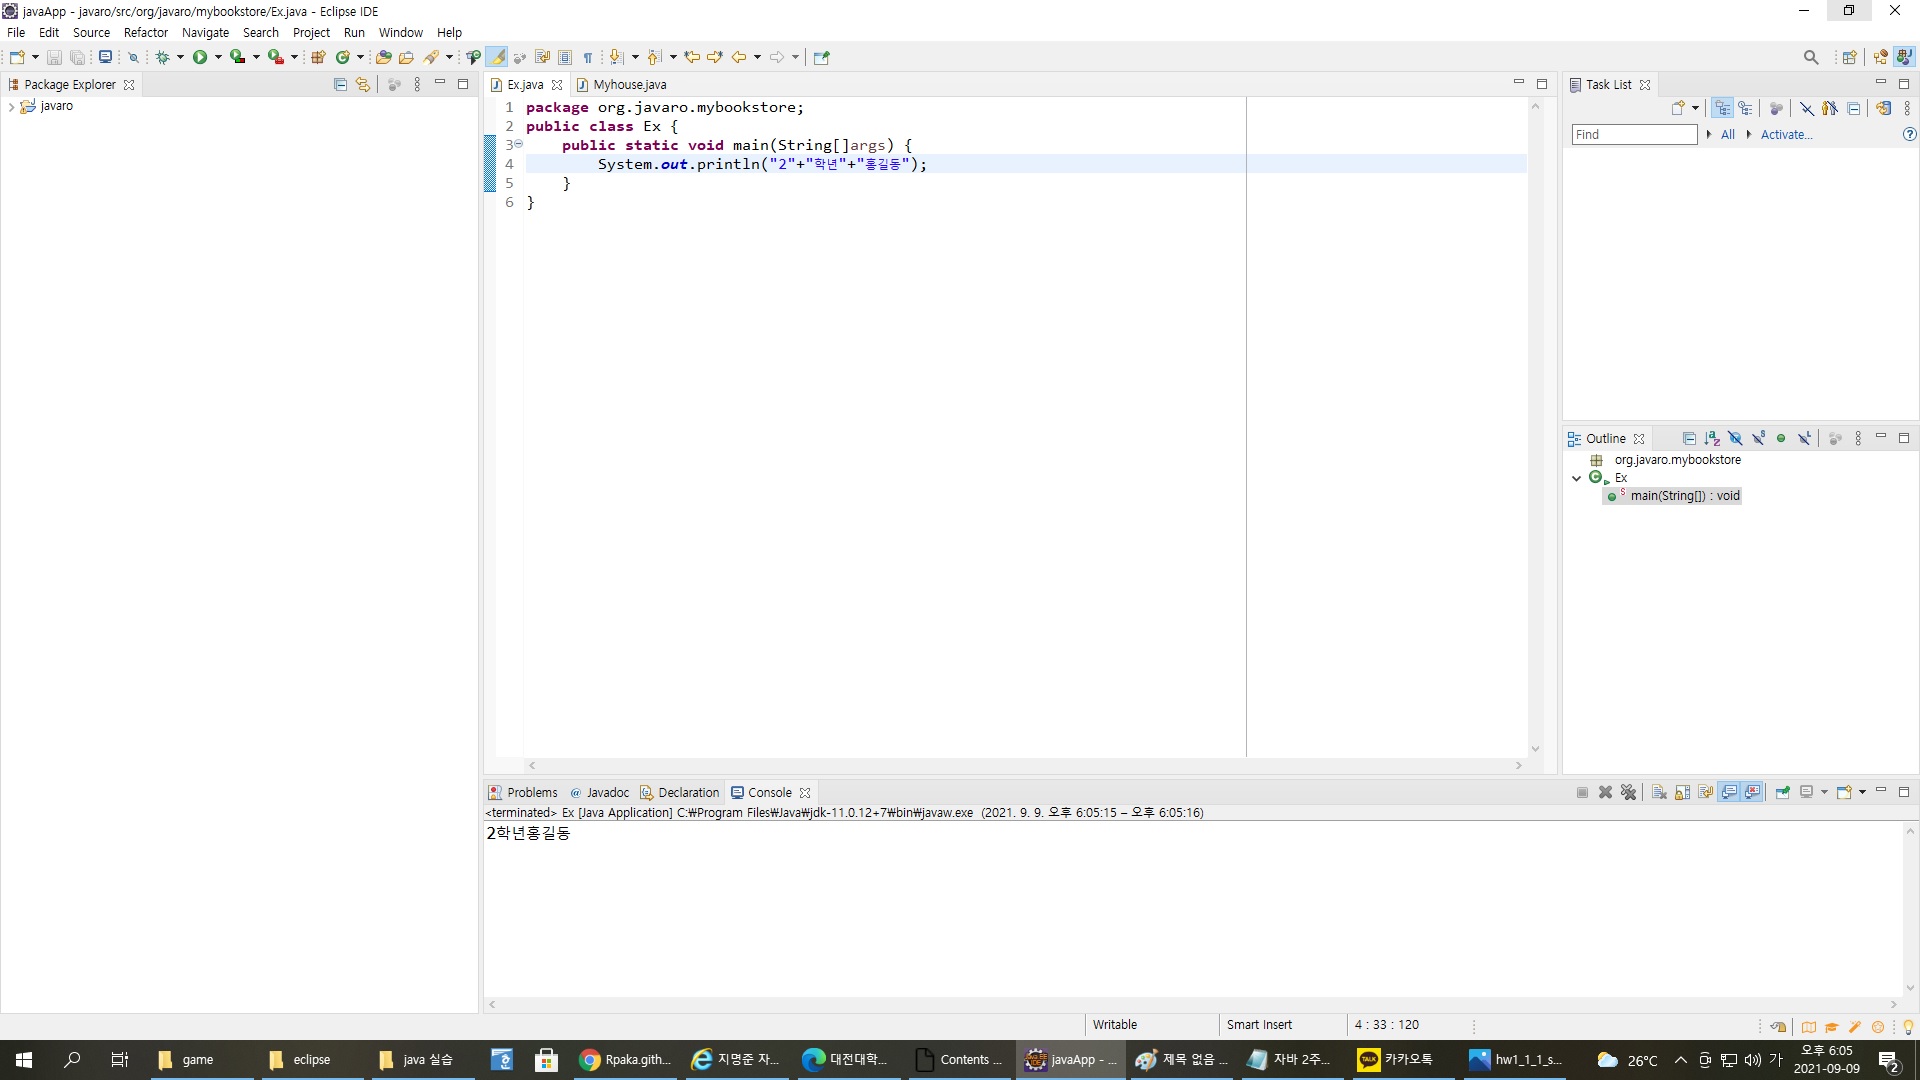 javaApp - javaro/src/org/javaro/mybookstore/Ex.java - Eclipse IDE
File Edit Source Refactor Navigate Search Project Run Window Help
Package Explorer
javaro
Ex.java Myhouse.java
1 package org.javaro.mybookstore;
2 public class Ex {
3 public static void main(String[]args) {
4 System.out.println("2"+"학년"+"홍길동");
5 }
6 }
Task List
Find All Activate...
Outline
org.javaro.mybookstore
Ex
main(String[]) : void
Problems @ Javadoc Declaration Console
<terminated> Ex [Java Application] C:₩Program Files₩Java₩jdk-11.0.12+7₩bin₩javaw.exe (2021. 9. 9. 오후 6:05:15 – 오후 6:05:16)
2학년홍길동
Writable Smart Insert 4 : 33 : 120
game eclipse java 실습 Rpaka.gith... 지명준 자... 대전대학... Contents ... javaApp - ... 제목 없음 ... 자바 2주... TALK 카카오톡 hw1_1_1_s... 26°C 가 오후 6:05
2021-09-09 2